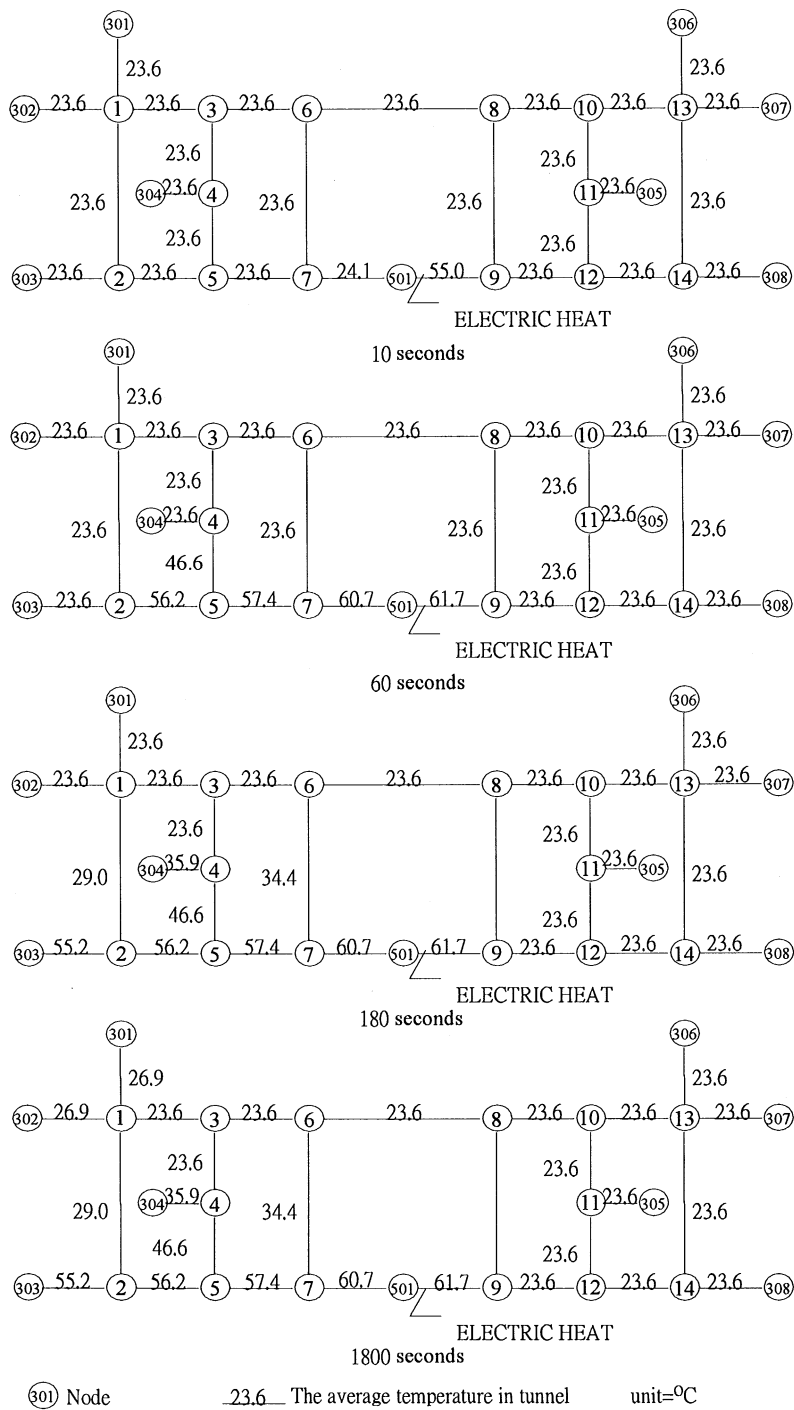 301 306
23.6 23.6
302 23.6 1 23.6 3 23.6 6 23.6 8 23.6 10 23.6 13 23.6 307
23.6 23.6
304 23.6 4 11 23.6 305
23.6 23.6 23.6 23.6
23.6 23.6
303 23.6 2 23.6 5 23.6 7 24.1 501 55.0 9 23.6 12 23.6 14 23.6 308
ELECTRIC HEAT
10 seconds
301 306
23.6 23.6
302 23.6 1 23.6 3 23.6 6 23.6 8 23.6 10 23.6 13 23.6 307
23.6 23.6
304 23.6 4 11 23.6 305
23.6 23.6 23.6 23.6
46.6 23.6
303 23.6 2 56.2 5 57.4 7 60.7 501 61.7 9 23.6 12 23.6 14 23.6 308
ELECTRIC HEAT
60 seconds
301 306
23.6 23.6
302 23.6 1 23.6 3 23.6 6 23.6 8 23.6 10 23.6 13 23.6 307
23.6 23.6
304 35.9 4 11 23.6 305
29.0 34.4 23.6
46.6 23.6
303 55.2 2 56.2 5 57.4 7 60.7 501 61.7 9 23.6 12 23.6 14 23.6 308
ELECTRIC HEAT
180 seconds
301 306
26.9 23.6
302 26.9 1 23.6 3 23.6 6 23.6 8 23.6 10 23.6 13 23.6 307
23.6 23.6
304 35.9 4 11 23.6 305
29.0 34.4 23.6
46.6 23.6
303 55.2 2 56.2 5 57.4 7 60.7 501 61.7 9 23.6 12 23.6 14 23.6 308
ELECTRIC HEAT
1800 seconds
301 Node 23.6 The average temperature in tunnel unit=°C